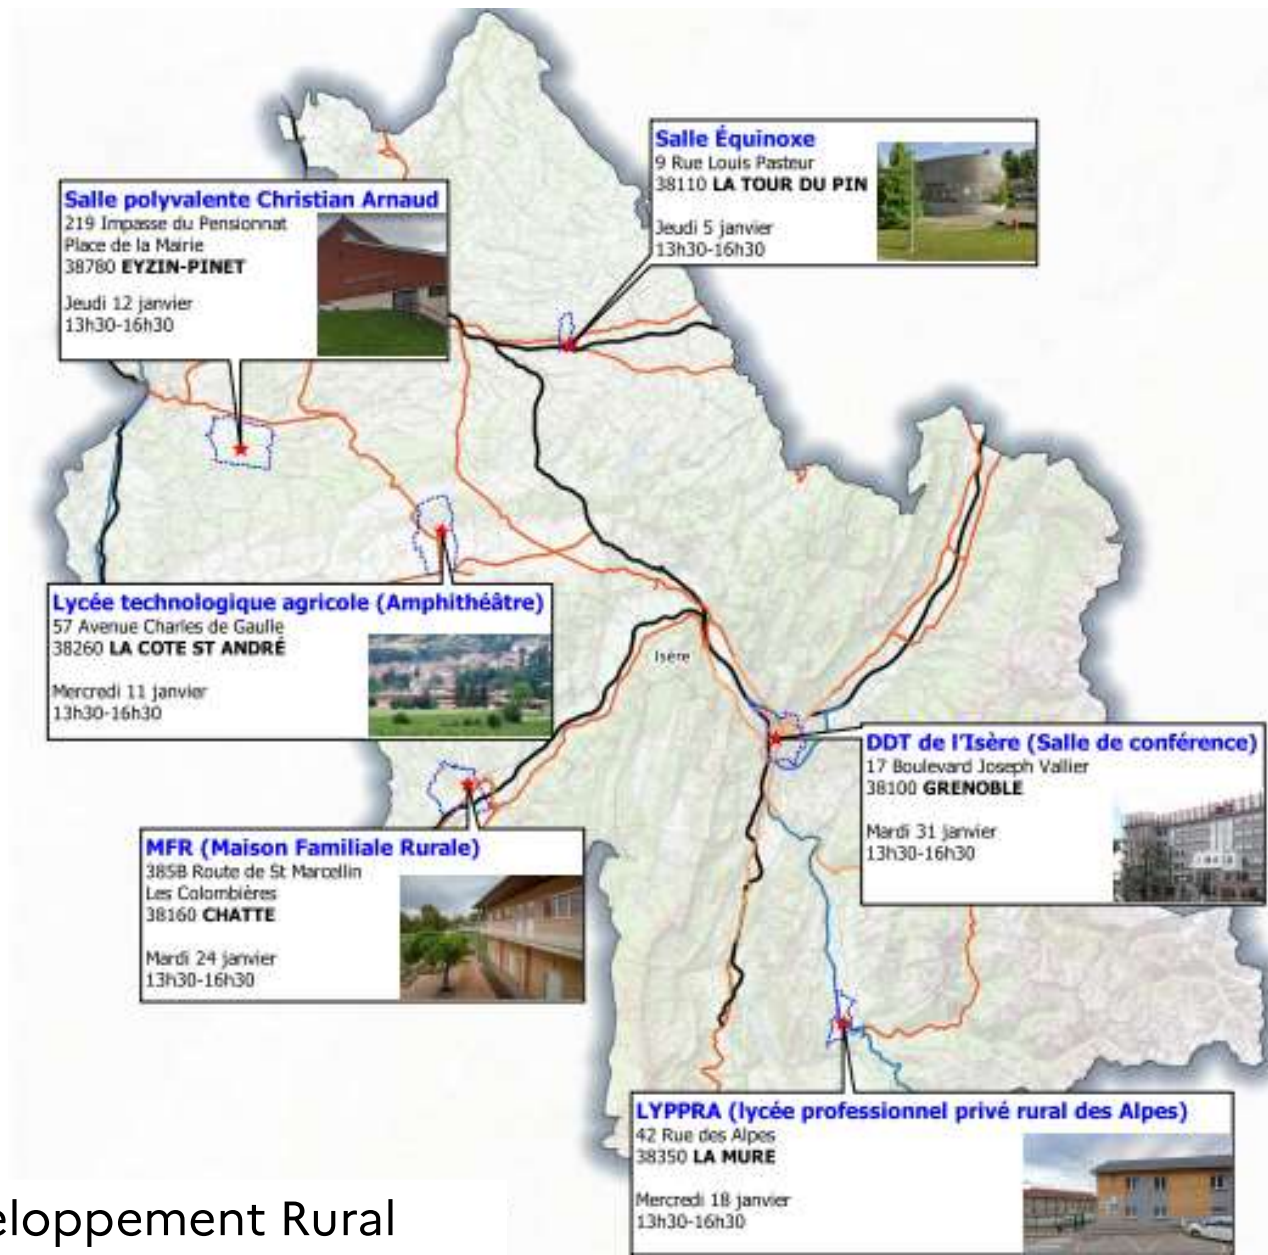 Salle Équinoxe
9 Rue Louis Pasteur
38110 LA TOUR DU PIN
Jeudi 5 janvier
13h30-16h30
Salle polyvalente Christian Arnaud
219 Impasse du Pensionnat
Place de la Mairie
38780 EYZIN-PINET
Jeudi 12 janvier
13h30-16h30
Lycée technologique agricole (Amphithéâtre)
57 Avenue Charles de Gaulle
38260 LA COTE ST ANDRÉ
Mercredi 11 janvier
13h30-16h30
Isère
DDT de l'Isère (Salle de conférence)
17 Boulevard Joseph Vallier
38100 GRENOBLE
Mardi 31 janvier
13h30-16h30
MFR (Maison Familiale Rurale)
385B Route de St Marcellin
Les Colombières
38160 CHATTE
Mardi 24 janvier
13h30-16h30
LYPPRA (lycée professionnel privé rural des Alpes)
42 Rue des Alpes
38350 LA MURE
Mercredi 18 janvier
13h30-16h30
eloppement Rural